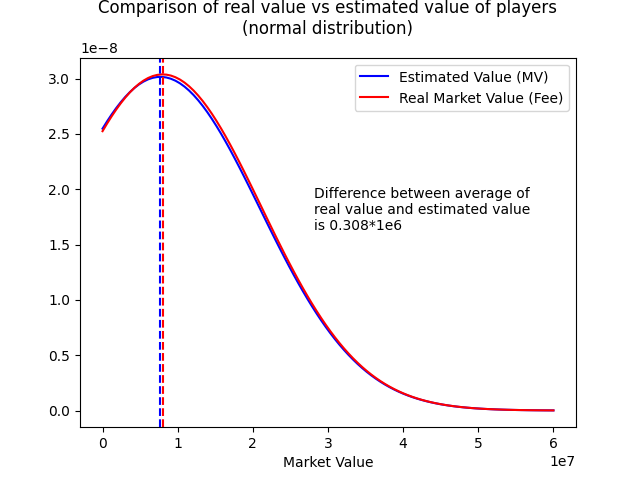 Comparison of real value vs estimated value of players
(normal distribution)
1e−8
3.0
2.5
2.0
1.5
1.0
0.5
0.0
Estimated Value (MV)
Real Market Value (Fee)
Difference between average of
real value and estimated value
is 0.308*1e6
0 1 2 3 4 5 6
1e7
Market Value